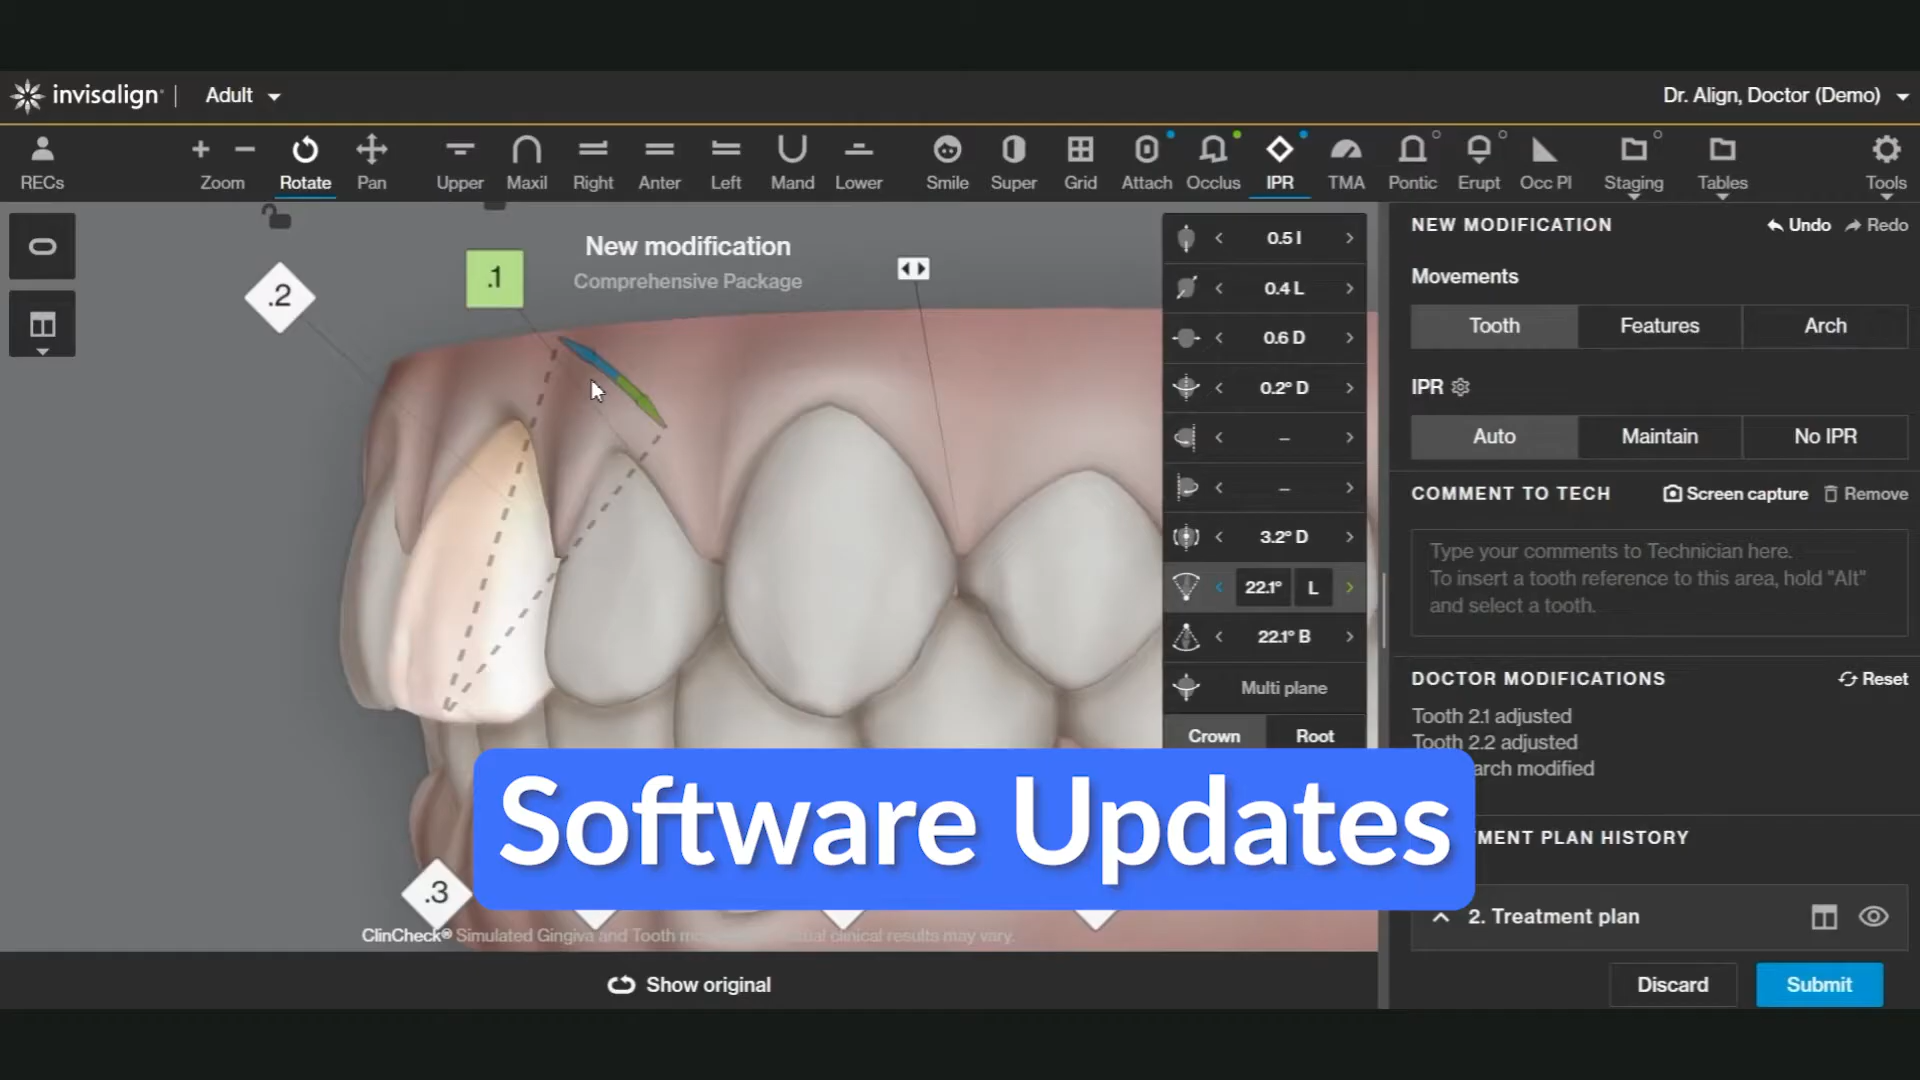 invisalign
Adult
Dr. Align, Doctor (Demo)
RECs
Zoom
Rotate
Pan
Upper
Maxil
Right
Anter
Left
Mand
Lower
Smile
Super
Grid
Attach
Occlus
IPR
TMA
Pontic
Erupt
Occ Pl
Staging
Tables
Tools
New modification
Comprehensive Package
.2
.1
.3
0.5 I
0.4 L
0.6 D
0.2° D
–
–
3.2° D
22.1° L
22.1° B
Multi plane
Crown Root
NEW MODIFICATION
Undo Redo
Movements
Tooth Features Arch
IPR
Auto Maintain No IPR
COMMENT TO TECH
Screen capture Remove
Type your comments to Technician here.
To insert a tooth reference to this area, hold "Alt"
and select a tooth.
DOCTOR MODIFICATIONS
Reset
Tooth 2.1 adjusted
Tooth 2.2 adjusted
arch modified
Software Updates
MENT PLAN HISTORY
2. Treatment plan
ClinCheck® Simulated Gingiva and Tooth clinical results may vary.
Show original
Discard
Submit